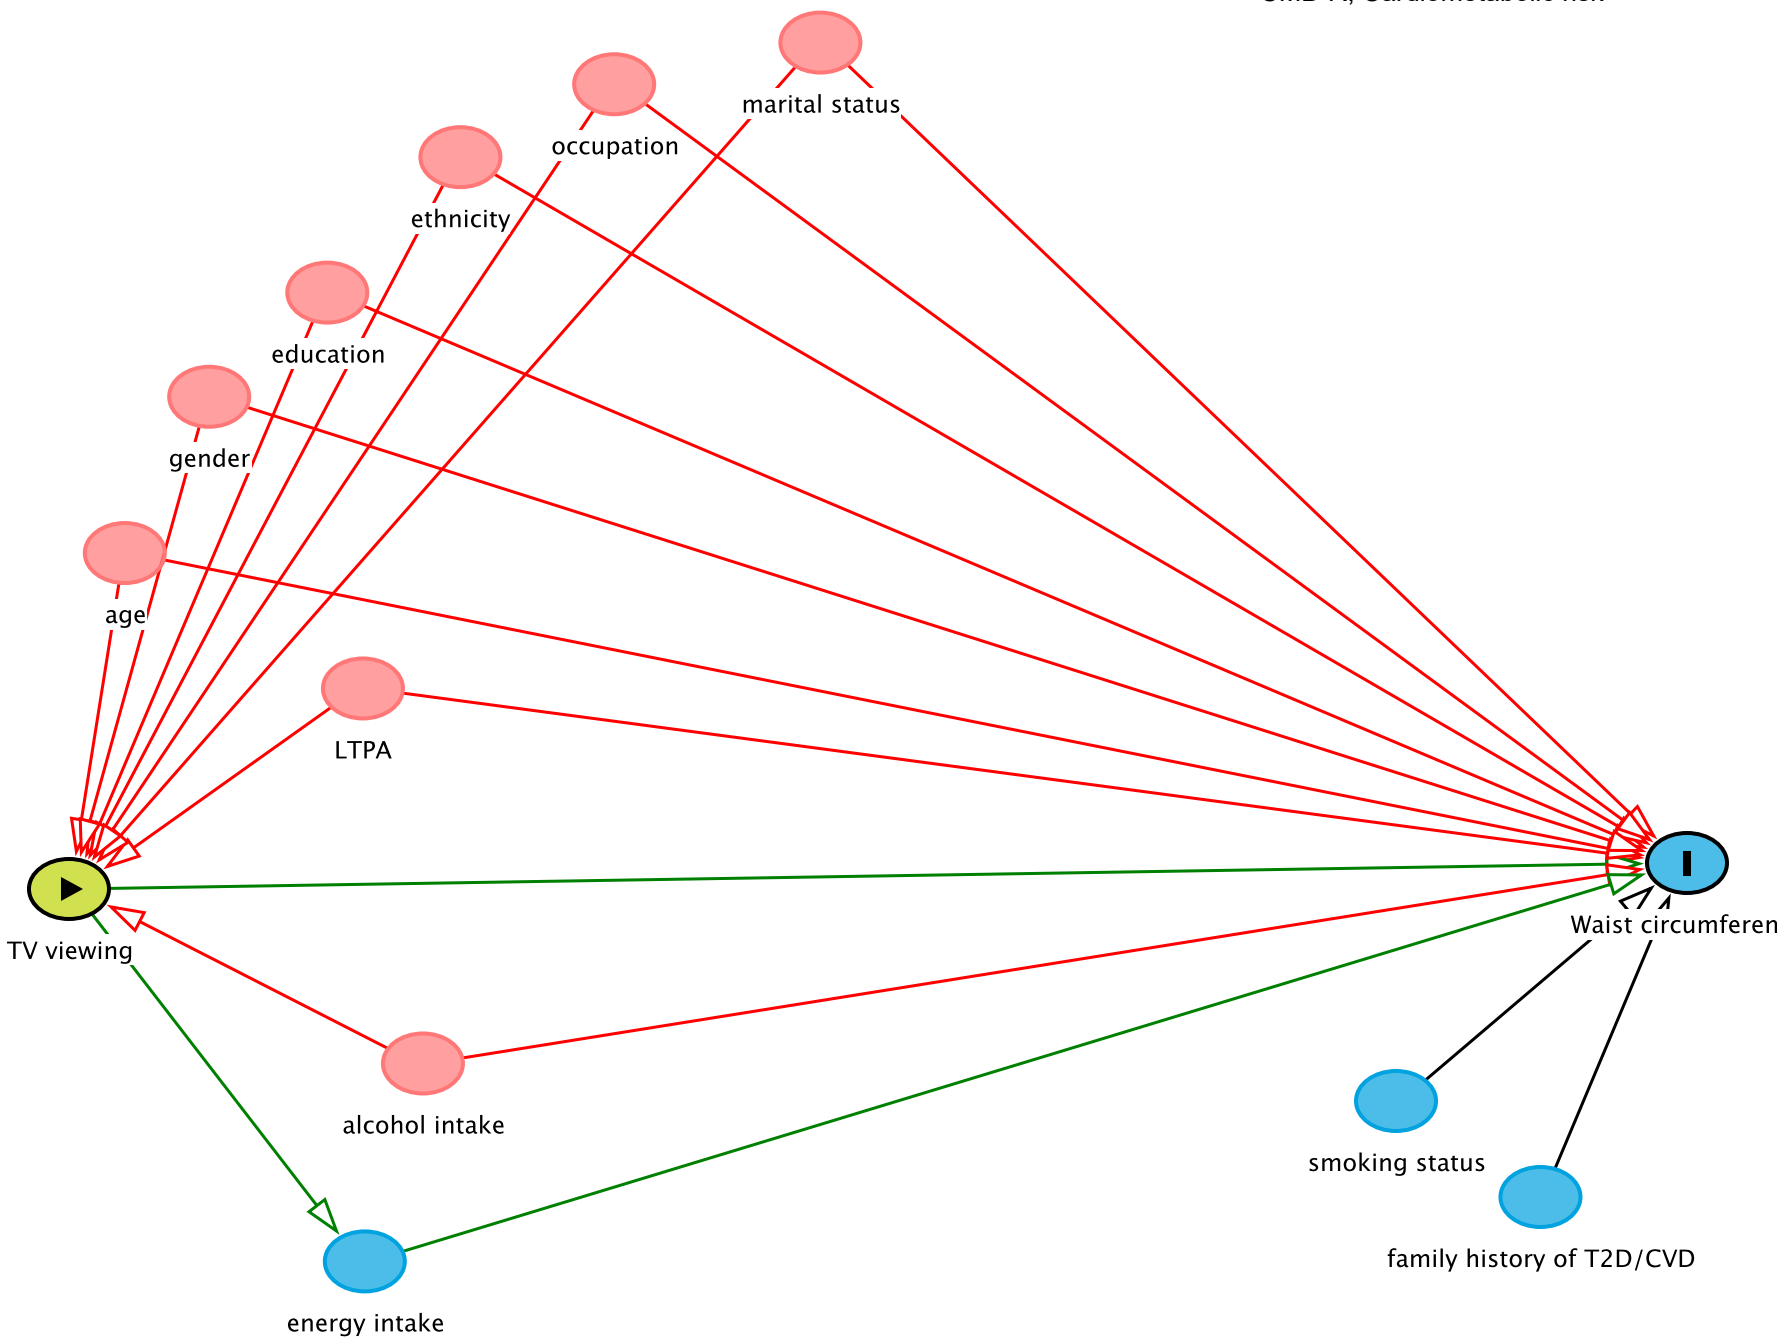 marital status
occupation
ethnicity
education
gender
age
LTPA
Waist circumferen
TV viewing
alcohol intake
smoking status
family history of T2D/CVD
energy intake